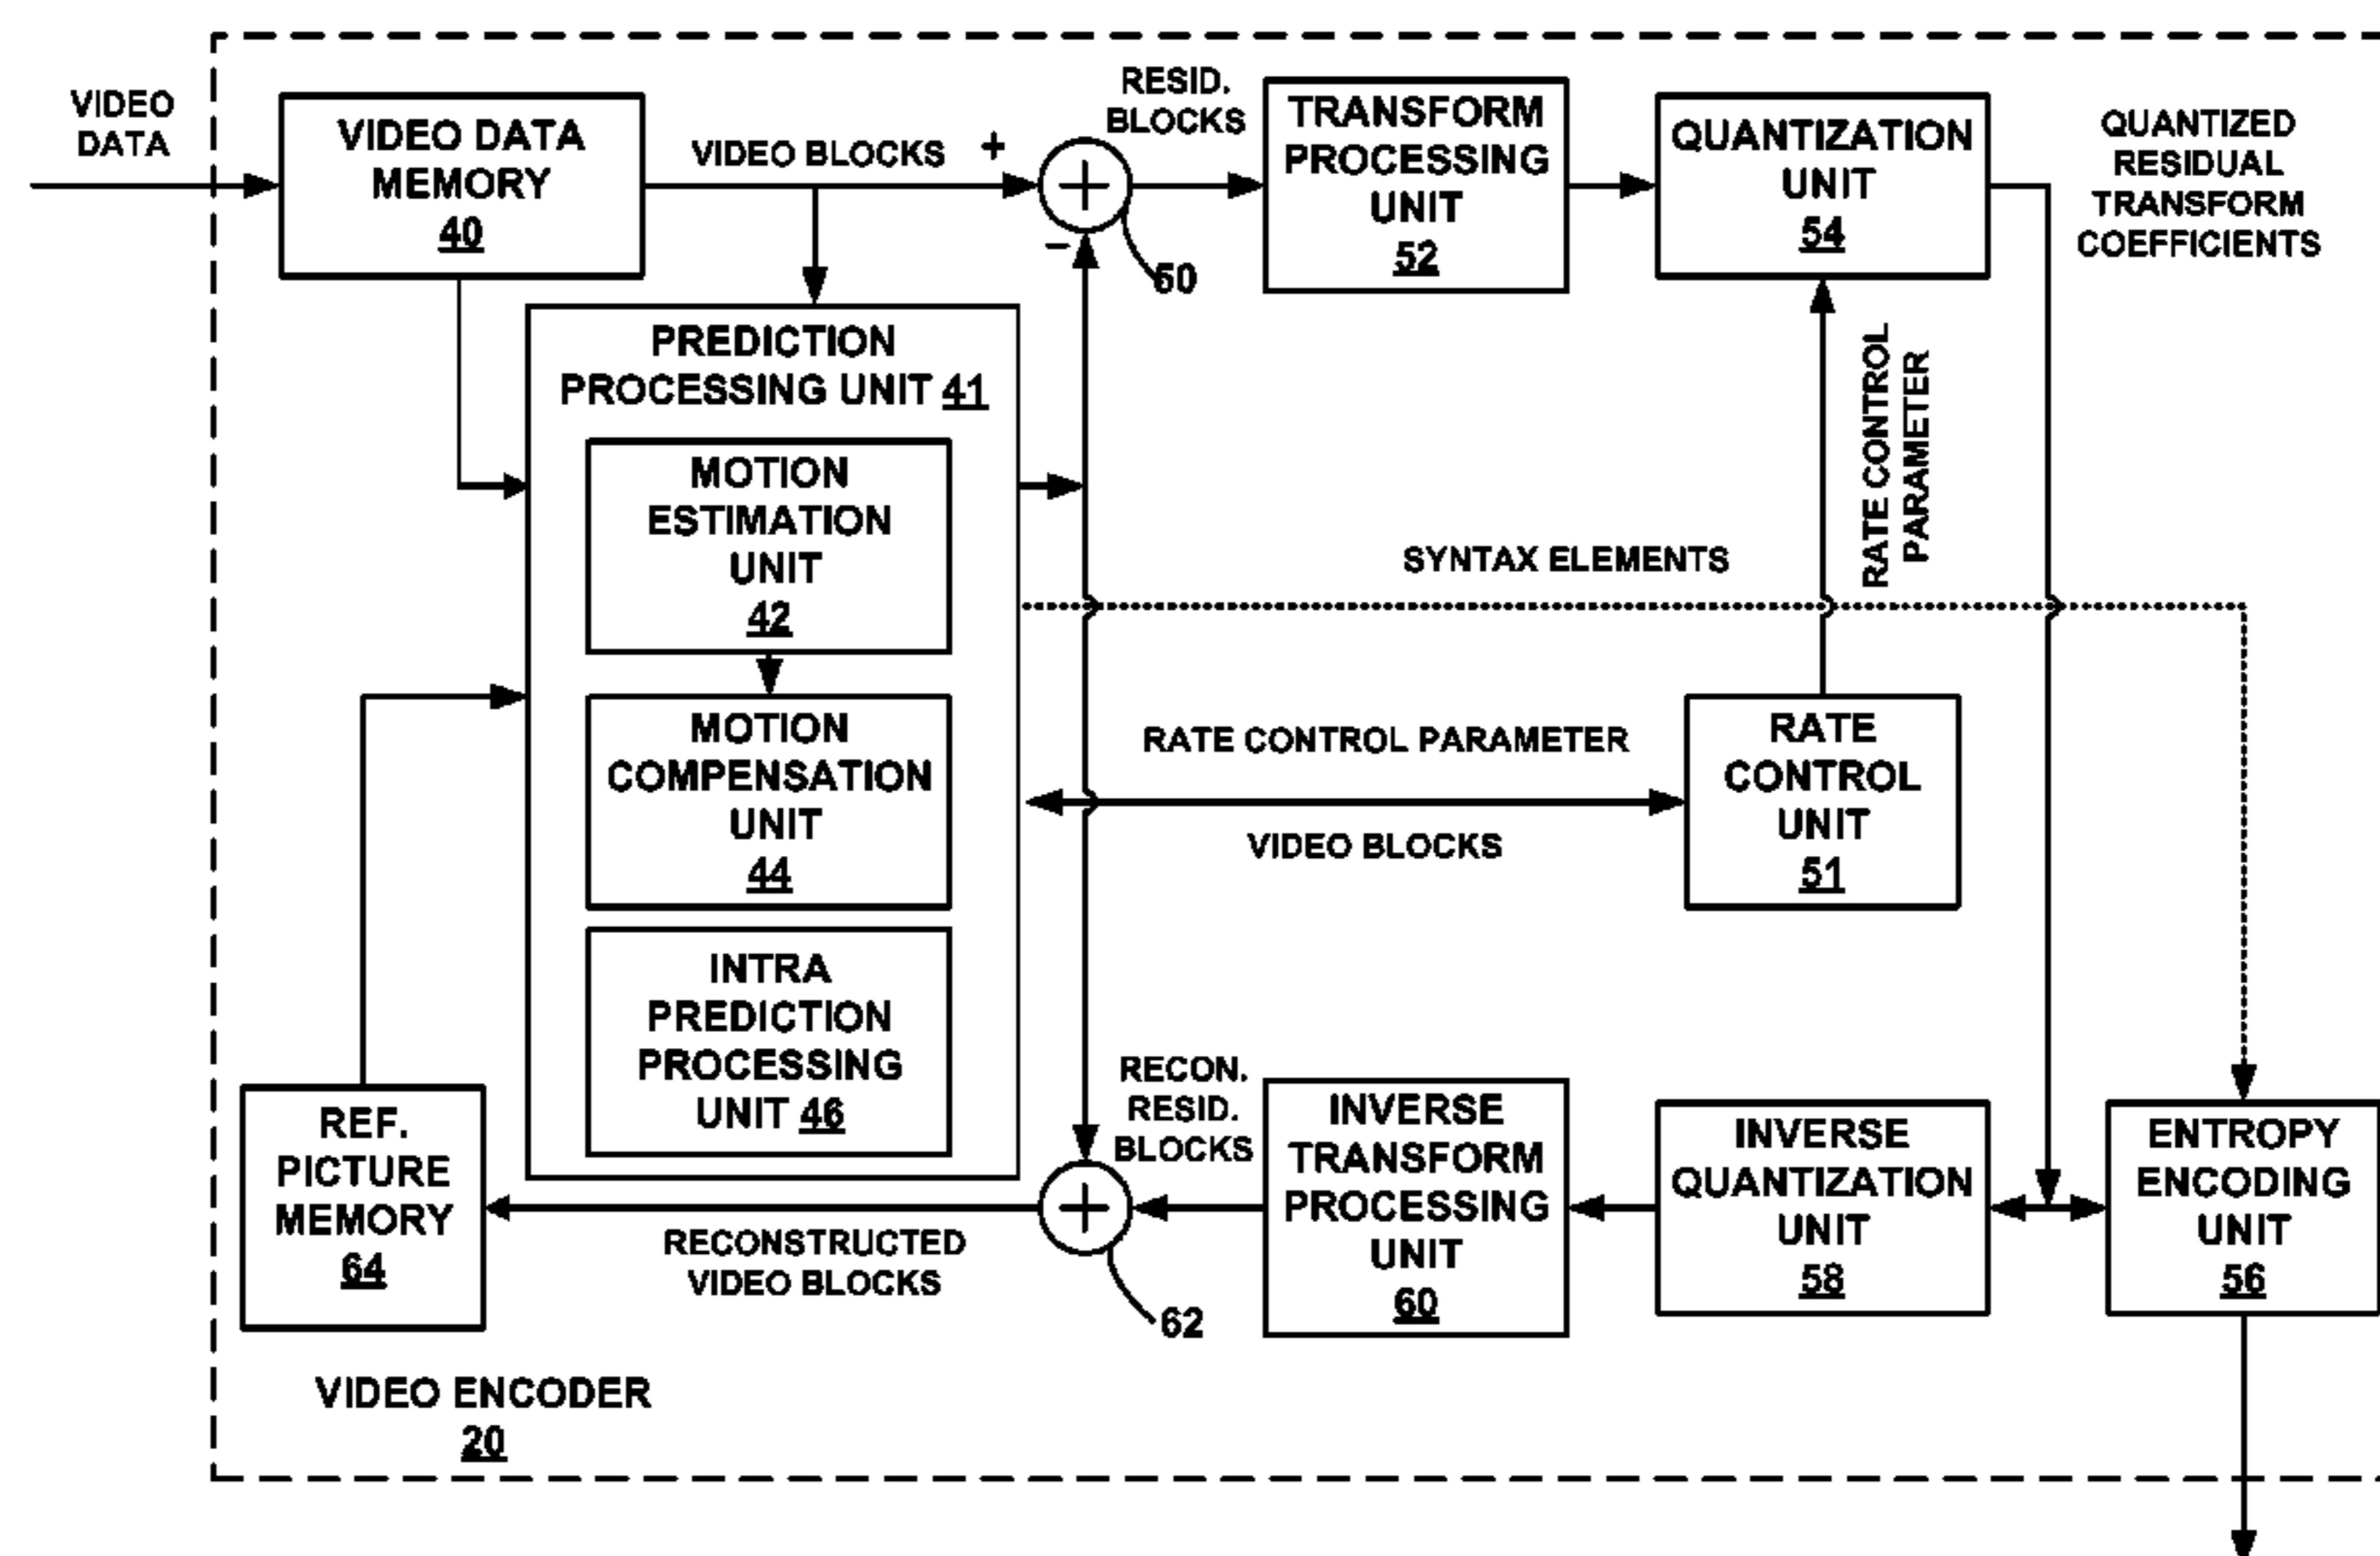 VIDEO
DATA
VIDEO DATA
MEMORY
40
VIDEO BLOCKS
+
−
50
RESID.
BLOCKS
TRANSFORM
PROCESSING
UNIT
52
QUANTIZATION
UNIT
54
QUANTIZED
RESIDUAL
TRANSFORM
COEFFICIENTS
PREDICTION
PROCESSING UNIT 41
MOTION
ESTIMATION
UNIT
42
MOTION
COMPENSATION
UNIT
44
INTRA
PREDICTION
PROCESSING
UNIT 46
SYNTAX ELEMENTS
RATE CONTROL
PARAMETER
RATE CONTROL PARAMETER
VIDEO BLOCKS
RATE
CONTROL
UNIT
51
REF.
PICTURE
MEMORY
64
RECONSTRUCTED
VIDEO BLOCKS
+
62
RECON.
RESID.
BLOCKS
INVERSE
TRANSFORM
PROCESSING
UNIT
60
INVERSE
QUANTIZATION
UNIT
58
ENTROPY
ENCODING
UNIT
56
VIDEO ENCODER
20